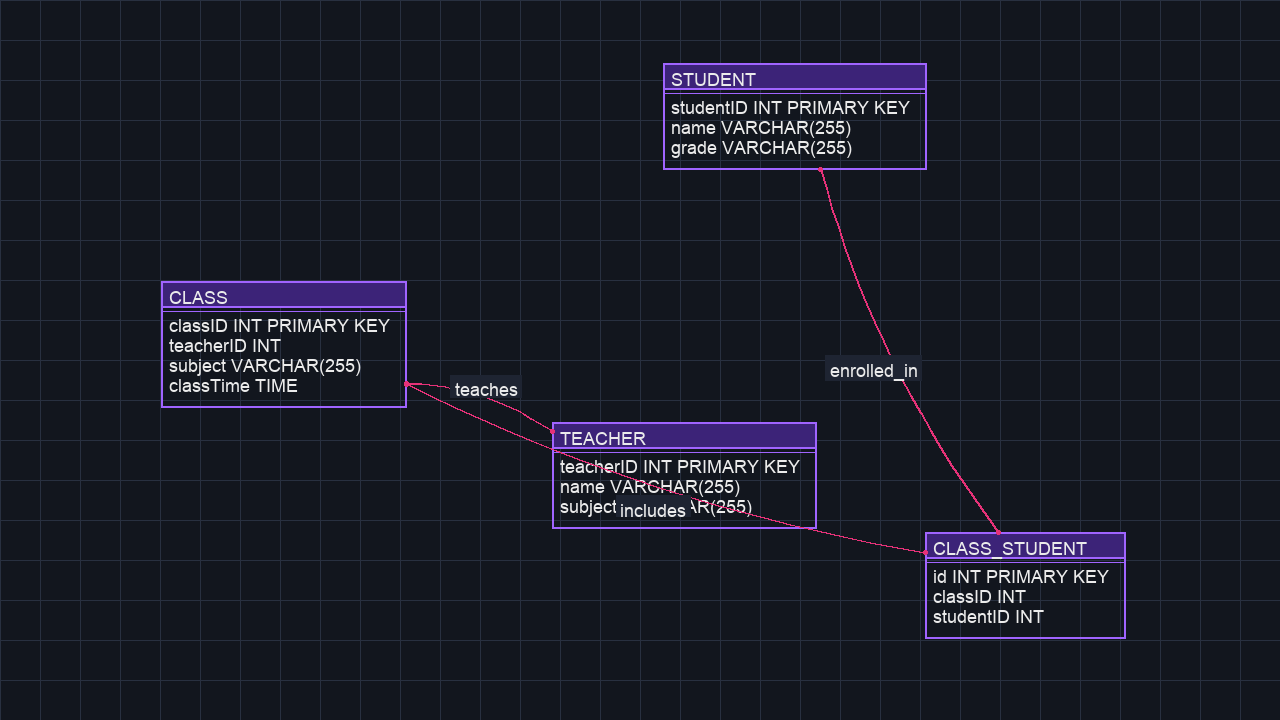 STUDENT
studentID INT PRIMARY KEY
name VARCHAR(255)
grade VARCHAR(255)
CLASS
classID INT PRIMARY KEY
teacherID INT
subject VARCHAR(255)
classTime TIME
enrolled_in
teaches
TEACHER
teacherID INT PRIMARY KEY
name VARCHAR(255)
subject
includes
CLASS_STUDENT
id INT PRIMARY KEY
classID INT
studentID INT